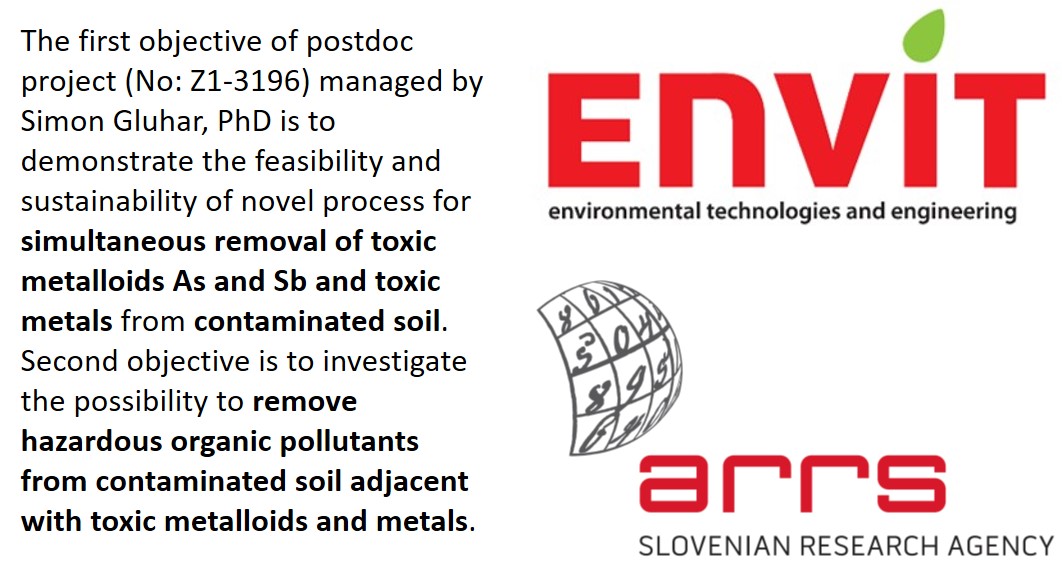 The first objective of postdoc
project (No: Z1-3196) managed by
Simon Gluhar, PhD is to
demonstrate the feasibility and
sustainability of novel process for
simultaneous removal of toxic
metalloids As and Sb and toxic
metals from contaminated soil.
Second objective is to investigate
the possibility to remove
hazardous organic pollutants
from contaminated soil adjacent
with toxic metalloids and metals.
ENVIT
environmental technologies and engineering
arrs
SLOVENIAN RESEARCH AGENCY